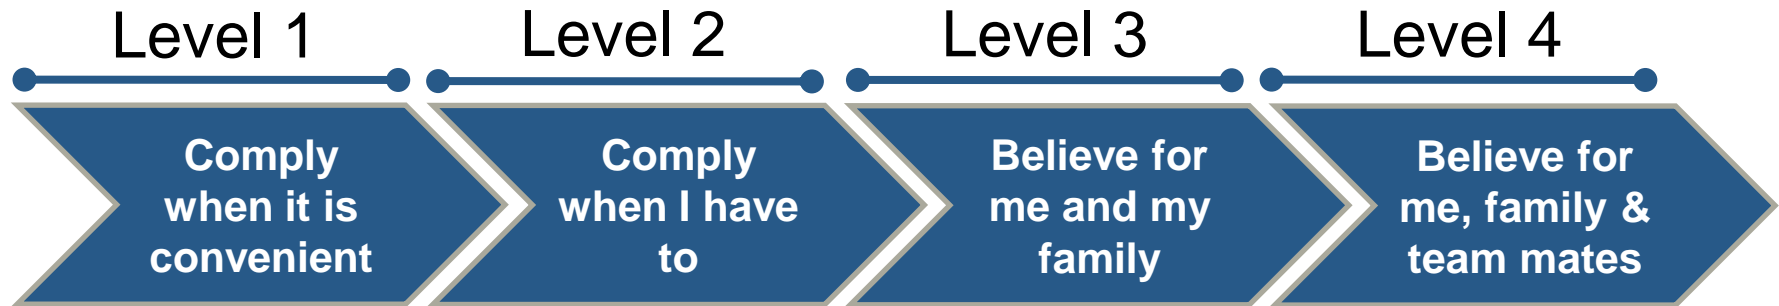 Level 1
Level 2
Level 3
Level 4
Comply
when it is
convenient
Comply
when I have
to
Believe for
me and my
family
Believe for
me, family &
team mates